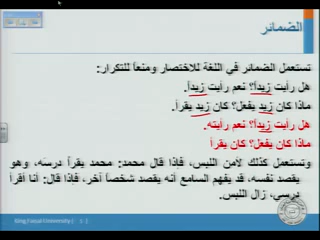 الضمائر
تستعمل الضمائر في اللغة للاختصار ومنعاً للتكرار:
هل رأيت زيداً؟ نعم رأيت زيداً.
ماذا كان زيد يفعل؟ كان زيد يقرأ.
هل رأيت زيداً؟ نعم رأيته.
ماذا كان زيد يفعل؟ كان يقرأ
وتستعمل كذلك لأمن اللبس، فإذا قال محمد: محمد يقرأ درسَه، وهو
يقصد نفسه، قد يفهم السامع أنه يقصد شخصاً آخر، فإذا قال: أنا أقرأ
درسي، زال اللبس.
King Faisal University